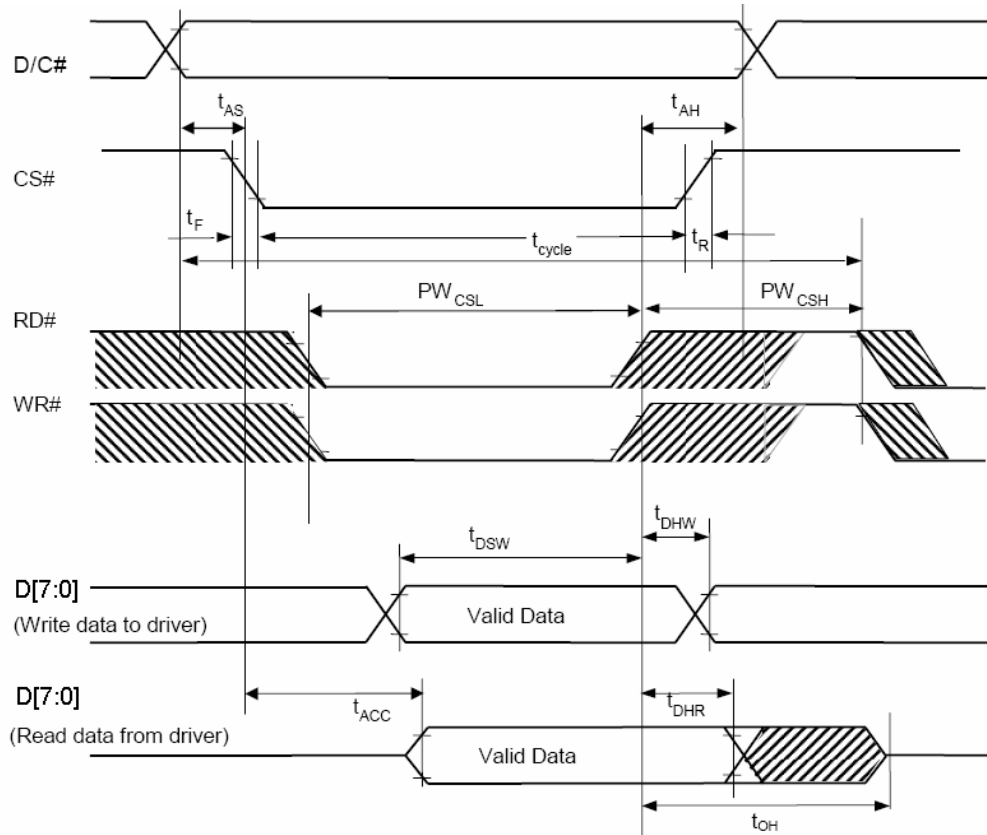 D/C#
tAS
tAH
CS#
tF
tcycle
tR
PWCSL
PWCSH
RD#
WR#
tDSW
tDHW
D[7:0]
(Write data to driver)
Valid Data
D[7:0]
(Read data from driver)
tACC
tDHR
Valid Data
tOH